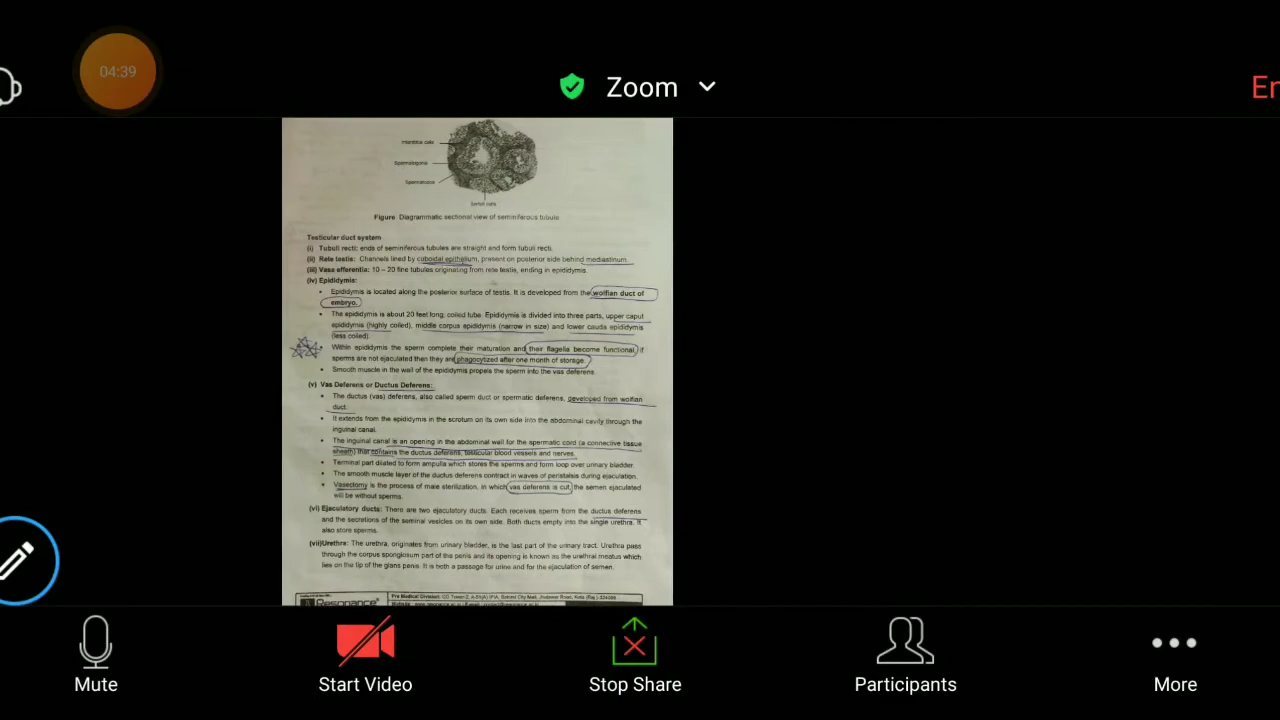 04:39
Zoom
En
Interstitial cells
Spermatogonia
Spermatozoa
Sertoli cells
Figure Diagrammatic sectional view of seminiferous tubule
Testicular duct system
(i) Tubuli recti: ends of seminiferous tubules are straight and form tubuli recti.
(ii) Rete testis: Channels lined by cuboidal epithelium, present on posterior side behind mediastinum.
(iii) Vasa efferentia: 10 – 20 fine tubules originating from rete testis, ending in epididymis.
(iv) Epididymis:
• Epididymis is located along the posterior surface of testis. It is developed from the wolfian duct of
embryo.
• The epididymis is about 20 feet long, coiled tube. Epididymis is divided into three parts, upper caput
epididymis (highly coiled), middle corpus epididymis (narrow in size) and lower cauda epididymis
(less coiled).
• Within epididymis the sperm complete their maturation and their flagella become functional, if
sperms are not ejaculated then they are phagocytized after one month of storage.
• Smooth muscle in the wall of the epididymis propels the sperm into the vas deferens.
(v) Vas Deferens or Ductus Deferens:
• The ductus (vas) deferens, also called sperm duct or spermatic deferens, developed from wolfian
duct.
• It extends from the epididymis in the scrotum on its own side into the abdominal cavity through the
inguinal canal.
• The inguinal canal is an opening in the abdominal wall for the spermatic cord (a connective tissue
sheath) that contains the ductus deferens, testicular blood vessels and nerves.
• Terminal part dilated to form ampulla which stores the sperms and form loop over urinary bladder.
• The smooth muscle layer of the ductus deferens contract in waves of peristalsis during ejaculation.
• Vasectomy is the process of male sterilization, in which vas deferens is cut, the semen ejaculated
will be without sperms.
(vi) Ejaculatory ducts: There are two ejaculatory ducts. Each receives sperm from the ductus deferens
and the secretions of the seminal vesicles on its own side. Both ducts empty into the single urethra. It
also store sperms.
(vii)Urethra: The urethra, originates from urinary bladder, is the last part of the urinary tract. Urethra pass
through the corpus spongiosum part of the penis and its opening is known as the urethral meatus which
lies on the tip of the glans penis. It is both a passage for urine and for the ejaculation of semen.
Resonance
Pre Medical Division: CG Tower-2, A-51(A) IPIA, Behind City Mall, Jhalawar Road, Kota (Raj.)
Mute
Start Video
Stop Share
Participants
More